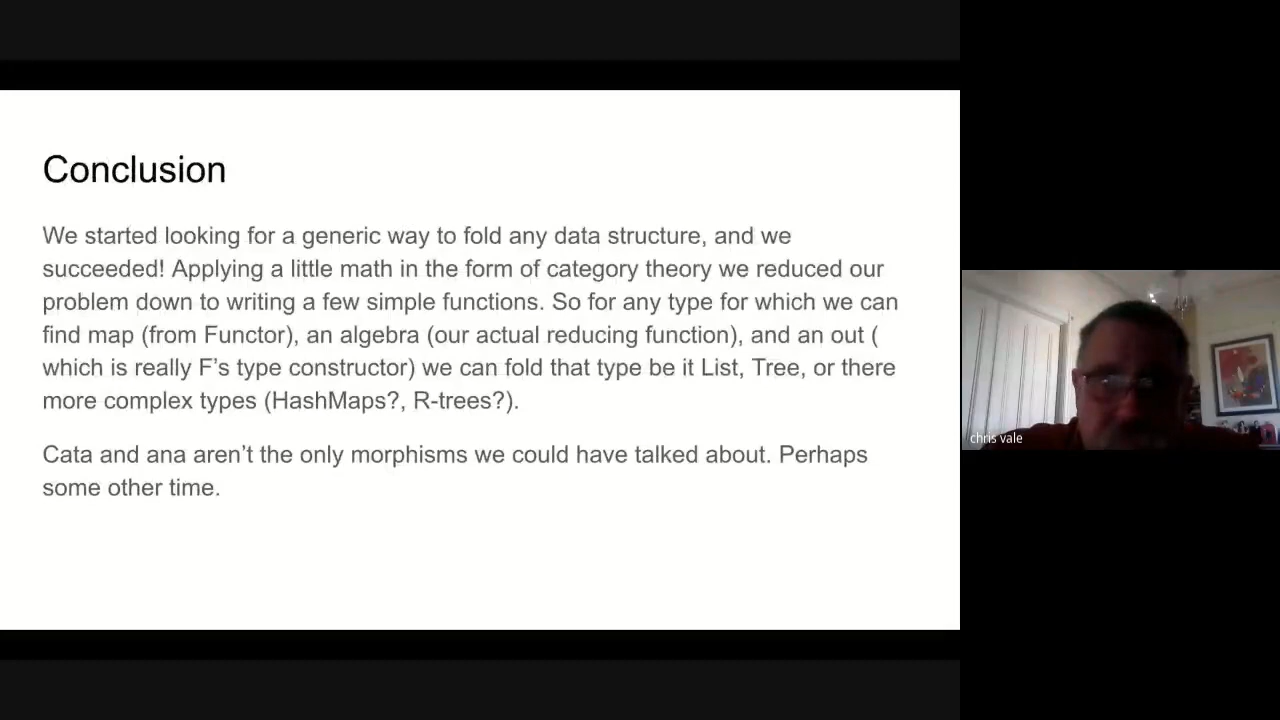 Conclusion
We started looking for a generic way to fold any data structure, and we
succeeded! Applying a little math in the form of category theory we reduced our
problem down to writing a few simple functions. So for any type for which we can
find map (from Functor), an algebra (our actual reducing function), and an out (
which is really F’s type constructor) we can fold that type be it List, Tree, or there
more complex types (HashMaps?, R-trees?).
Cata and ana aren’t the only morphisms we could have talked about. Perhaps
some other time.
chris vale